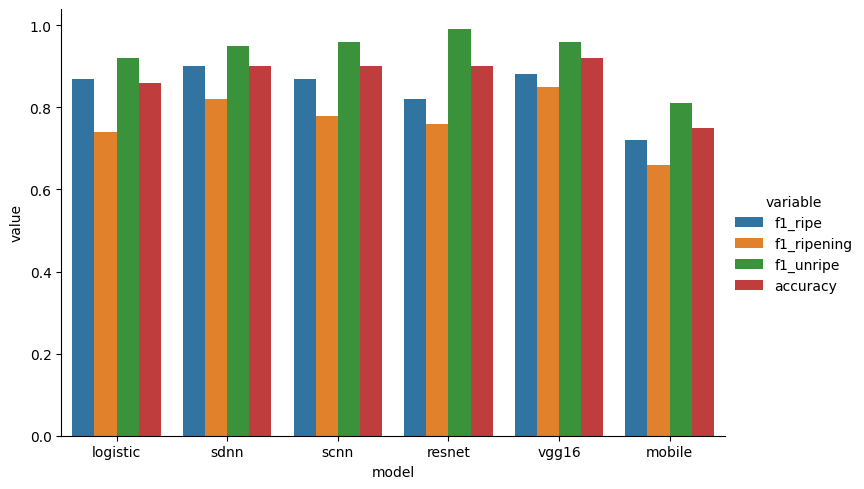 1.0
0.8
0.6
0.4
0.2
0.0
value
logistic
sdnn
scnn
resnet
vgg16
mobile
model
variable
f1_ripe
f1_ripening
f1_unripe
accuracy